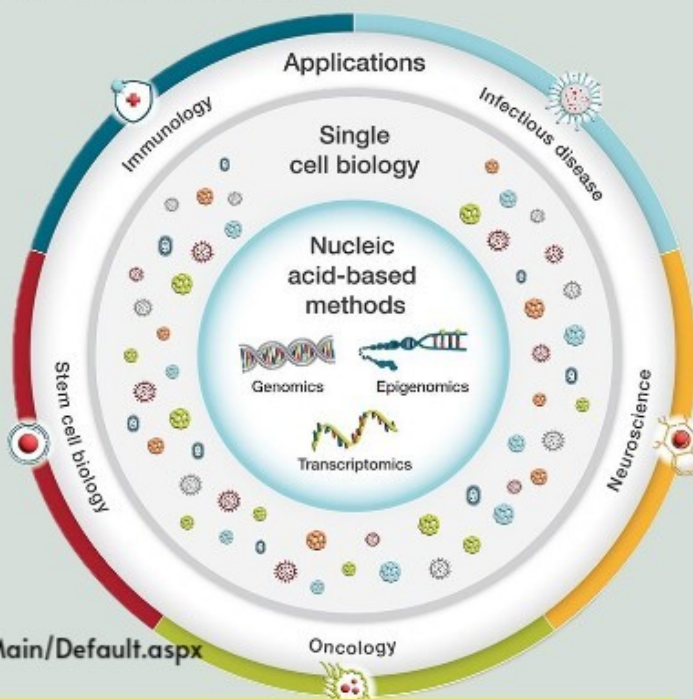 Applications
Immunology
Infectious disease
Single
cell biology
Nucleic
acid-based
methods
Genomics
Epigenomics
Transcriptomics
Stem cell biology
Neuroscience
Oncology
Main/Default.aspx